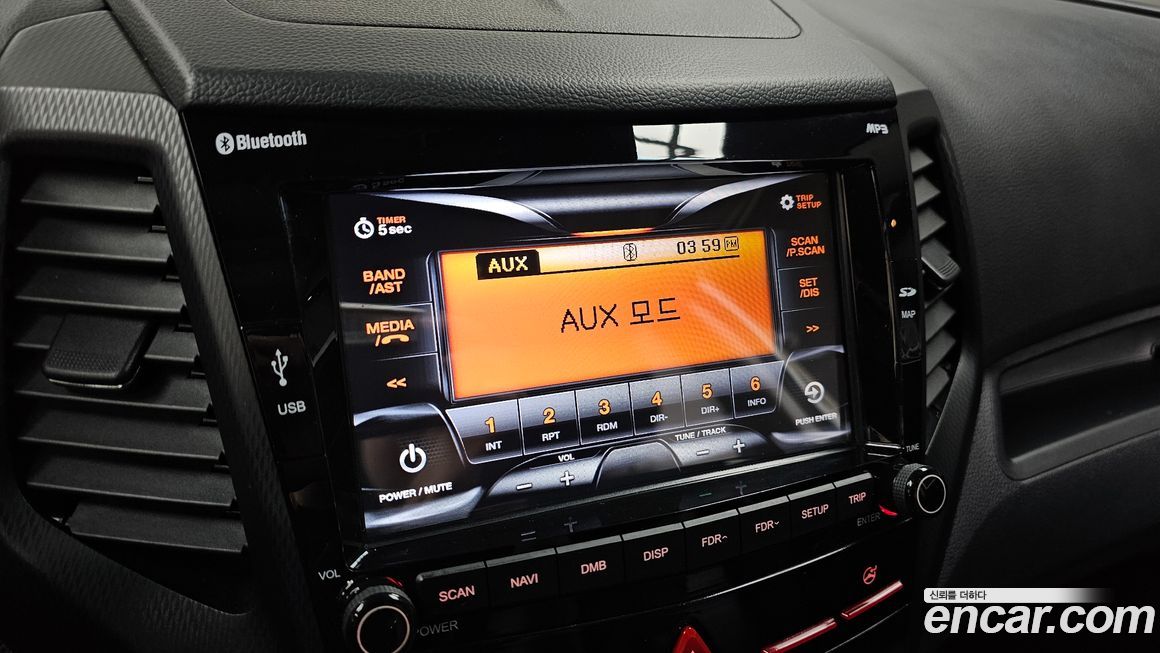 Bluetooth
MP3
TIMER
5 sec
TRIP
SETUP
AUX
03 59 PM
AUX 모드
BAND
/AST
MEDIA
/
<<
SCAN
/P.SCAN
SET
/DIS
>>
SD
MAP
USB
1
INT
2
RPT
3
RDM
4
DIR-
5
DIR+
6
INFO
PUSH ENTER
POWER / MUTE
VOL
− +
TUNE / TRACK
− +
TUNE
VOL
SCAN
NAVI
DMB
DISP
FDR^
FDR˅
SETUP
TRIP
ENTER
POWER
신뢰를 더하다
encar.com